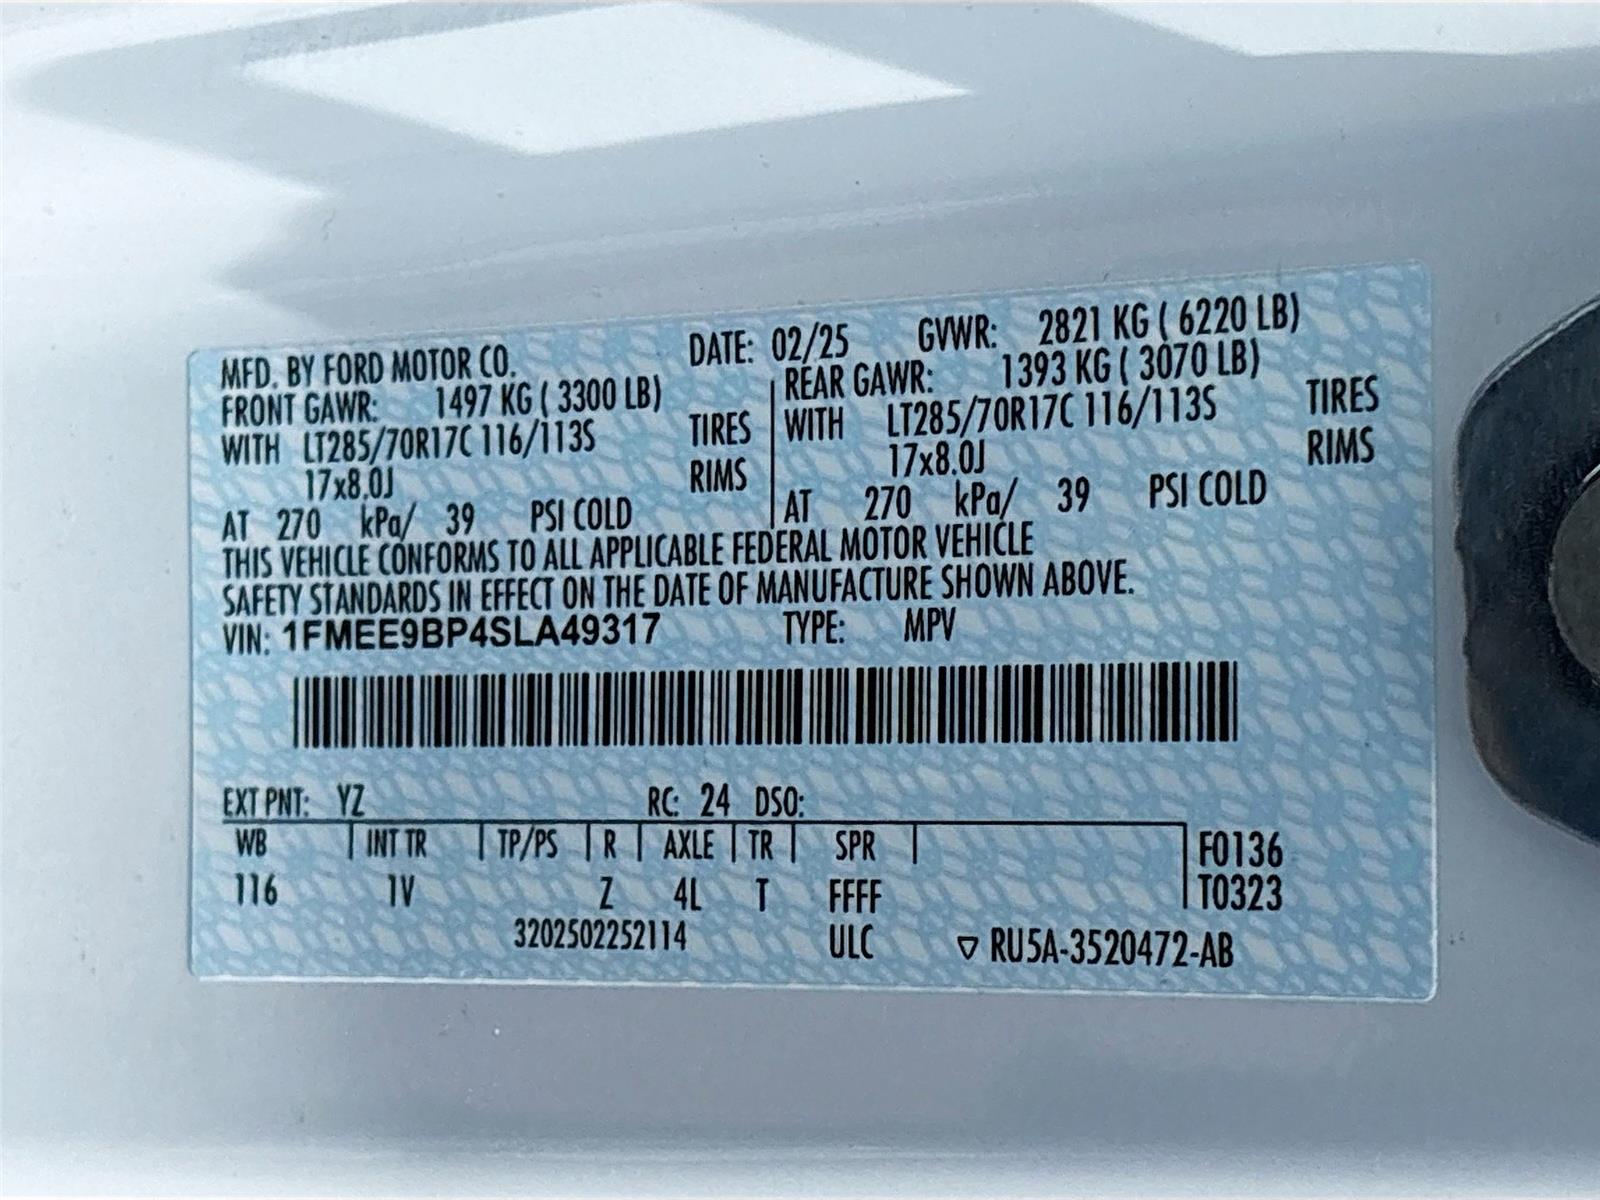 MFD. BY FORD MOTOR CO. DATE: 02/25 GVWR: 2821 KG ( 6220 LB)
FRONT GAWR: 1497 KG ( 3300 LB) REAR GAWR: 1393 KG ( 3070 LB)
WITH LT285/70R17C 116/113S TIRES WITH LT285/70R17C 116/113S TIRES
17x8.0J RIMS 17x8.0J RIMS
AT 270 kPa/ 39 PSI COLD AT 270 kPa/ 39 PSI COLD
THIS VEHICLE CONFORMS TO ALL APPLICABLE FEDERAL MOTOR VEHICLE
SAFETY STANDARDS IN EFFECT ON THE DATE OF MANUFACTURE SHOWN ABOVE.
VIN: 1FMEE9BP4SLA49317 TYPE: MPV
EXT PNT: YZ RC: 24 DSO:
WB INT TR TP/PS R AXLE TR SPR F0136
116 1V Z 4L T FFFF T0323
3202502252114 ULC ▽ RU5A-3520472-AB